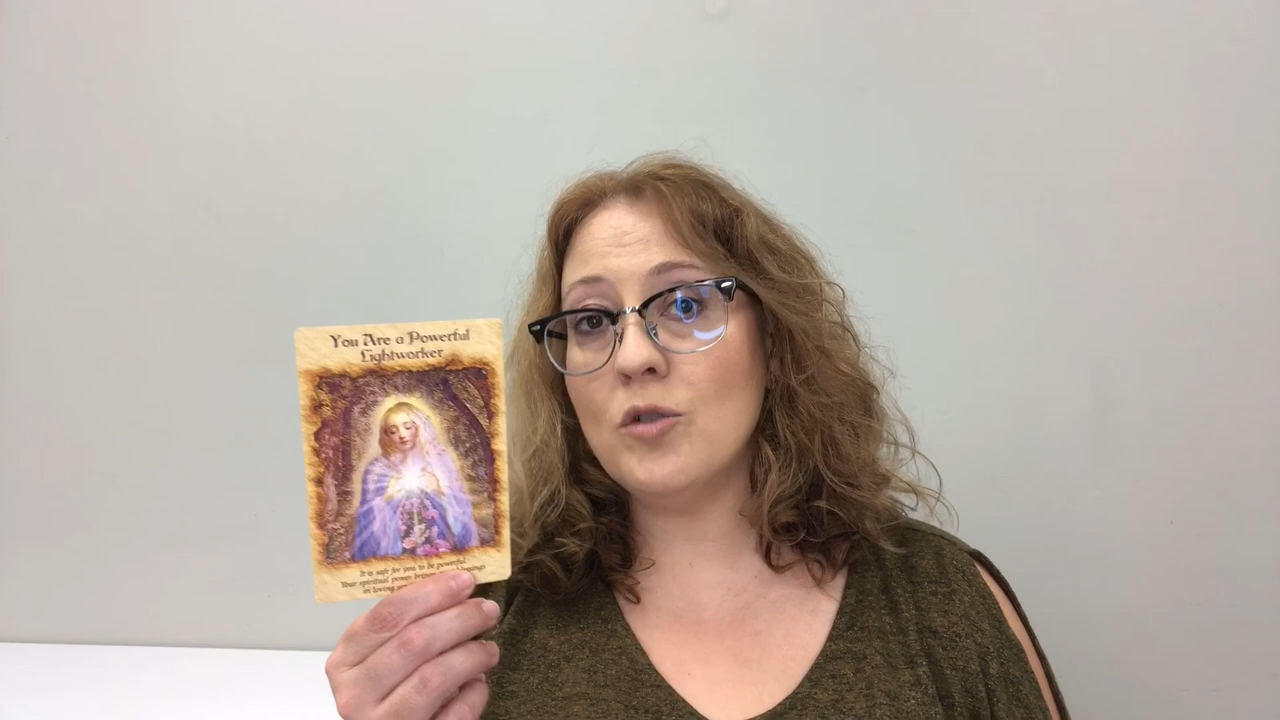 You Are a Powerful
Lightworker
It is safe for you to be powerful.
Your spiritual power brings
in loving